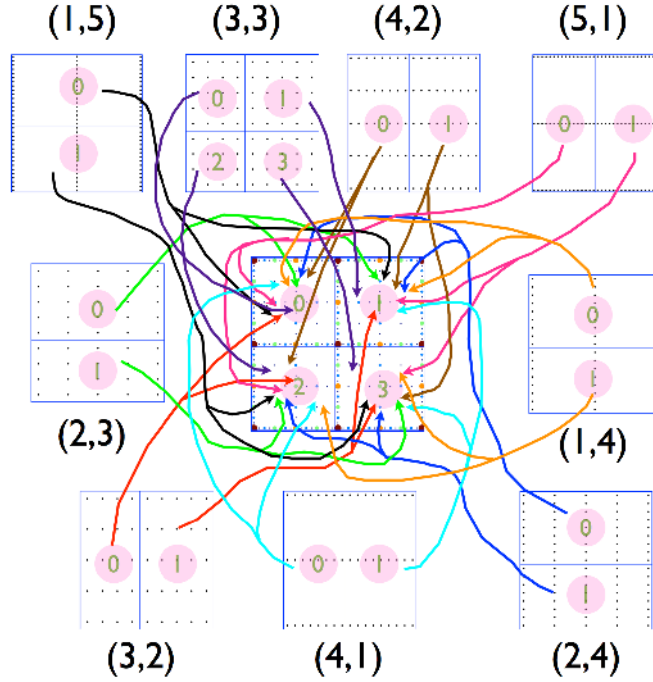 (1,5) (3,3) (4,2) (5,1)
0 0 1 0 1 0 1
1 2 3
0 1
0 0
1 2 3 1
(2,3) (1,4)
0 1 0 1 0
1
(3,2) (4,1) (2,4)